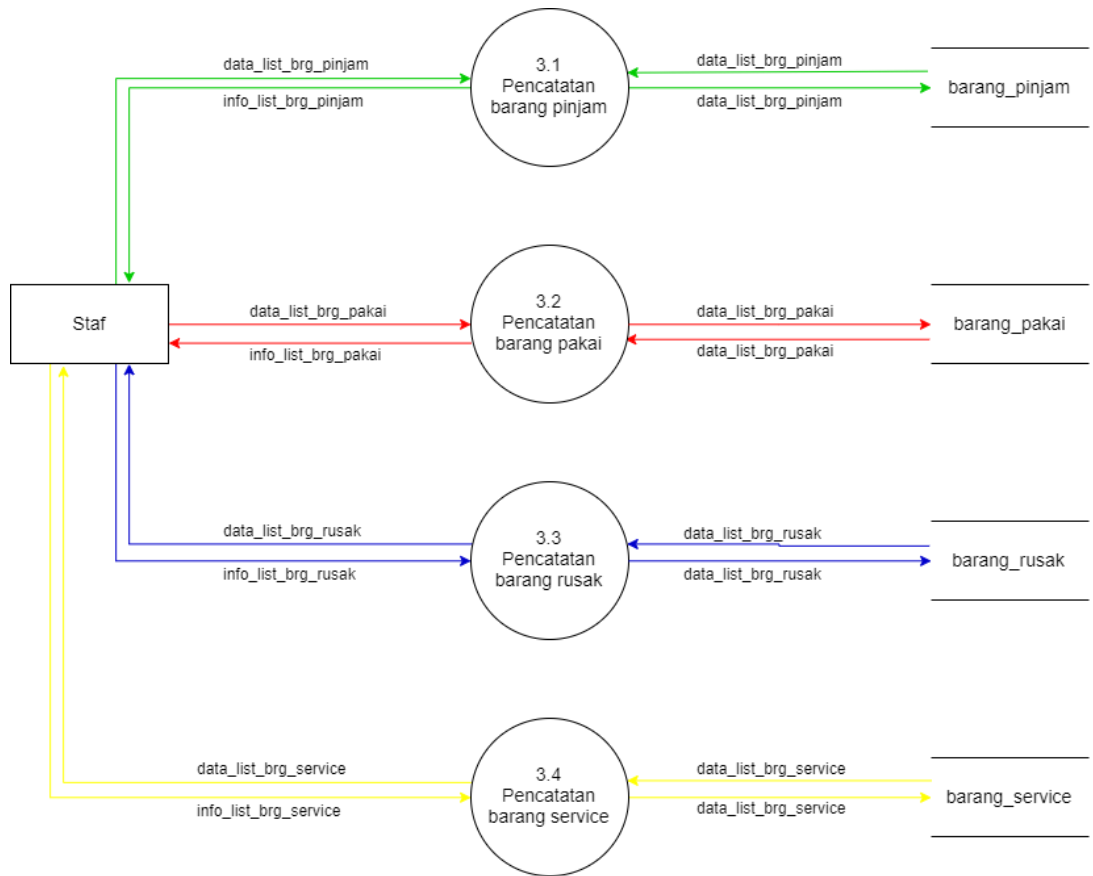 3.1
Pencatatan
barang pinjam
data_list_brg_pinjam
info_list_brg_pinjam
data_list_brg_pinjam
data_list_brg_pinjam
barang_pinjam
Staf
data_list_brg_pakai
info_list_brg_pakai
3.2
Pencatatan
barang pakai
data_list_brg_pakai
data_list_brg_pakai
barang_pakai
data_list_brg_rusak
info_list_brg_rusak
3.3
Pencatatan
barang rusak
data_list_brg_rusak
data_list_brg_rusak
barang_rusak
data_list_brg_service
info_list_brg_service
3.4
Pencatatan
barang service
data_list_brg_service
data_list_brg_service
barang_service